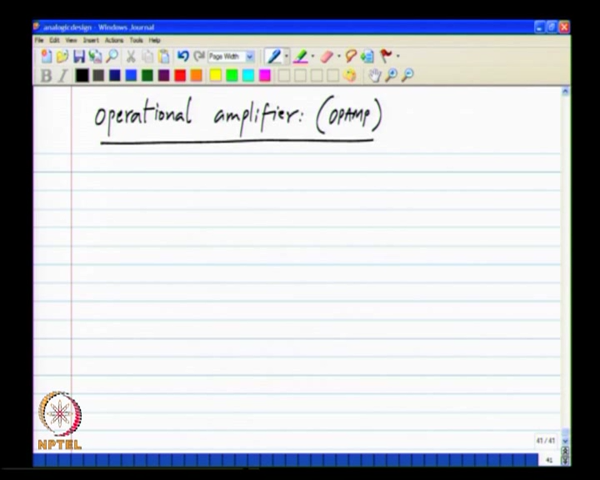 analogicdesign - Windows Journal
File Edit View Insert Actions Tools Help
Page Width
B I
Operational amplifier: (OPAMP)
NPTEL
41/41
41